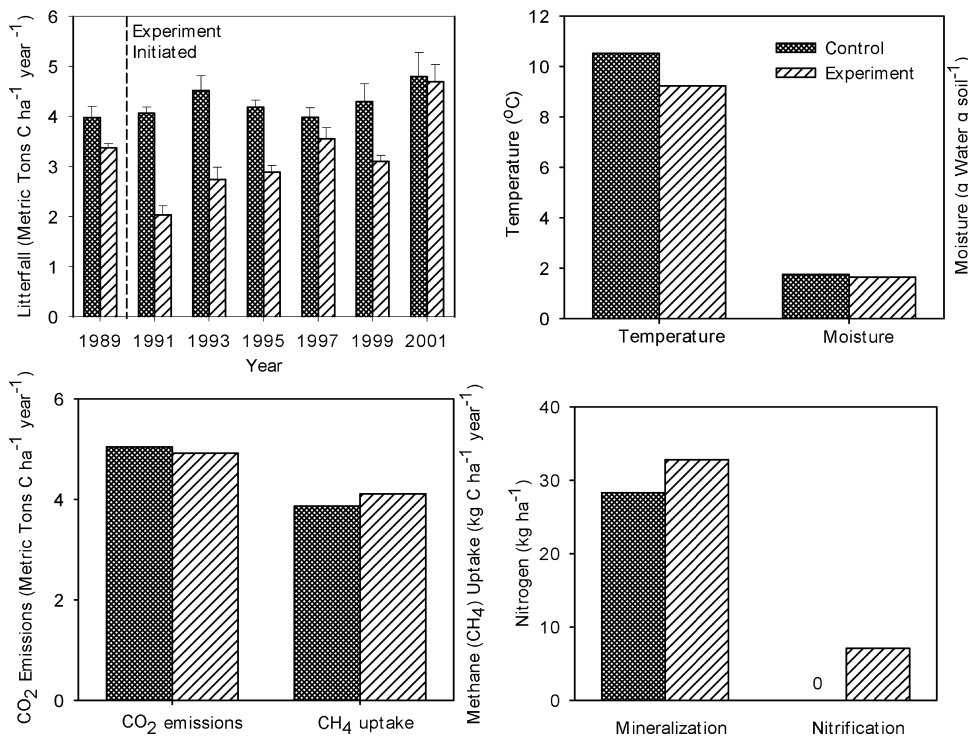 Litterfall (Metric Tons C ha⁻¹ year ⁻¹)
6
5
4
3
2
1
0
Experiment
Initiated
1989 1991 1993 1995 1997 1999 2001
Year
Temperature (⁰C)
12
10
8
6
4
2
0
Control
Experiment
Moisture (g Water g soil⁻¹)
Temperature Moisture
CO₂ Emissions (Metric Tons C ha⁻¹ year⁻¹)
6
4
2
0
Methane (CH₄) Uptake (kg C ha⁻¹ year⁻¹)
CO₂ emissions CH₄ uptake
Nitrogen (kg ha⁻¹)
40
30
20
10
0
0
Mineralization Nitrification